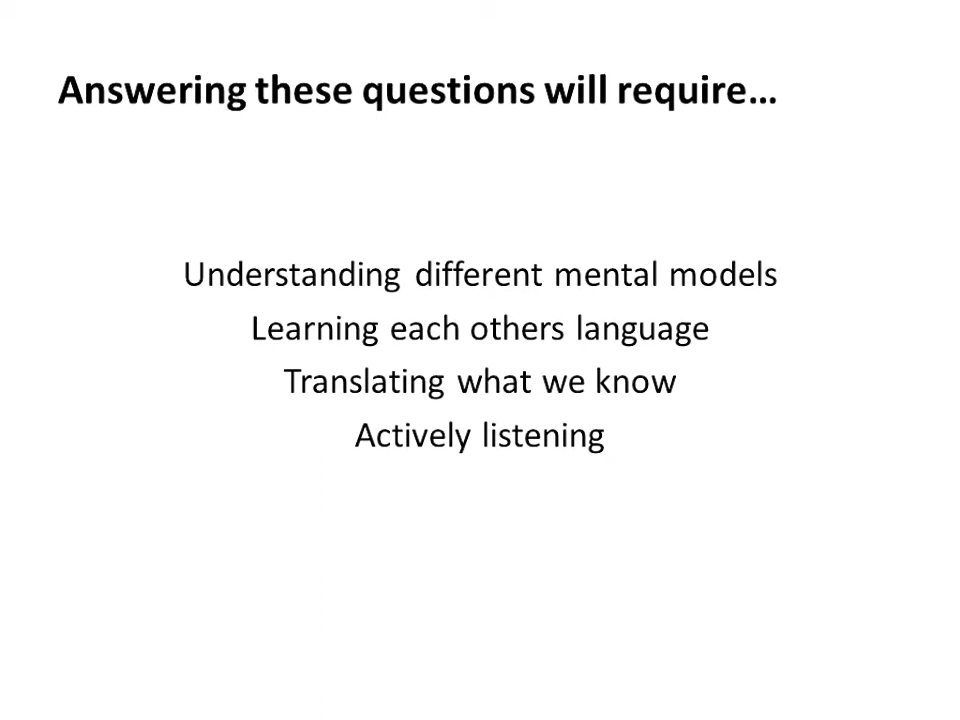 Answering these questions will require…
Understanding different mental models
Learning each others language
Translating what we know
Actively listening